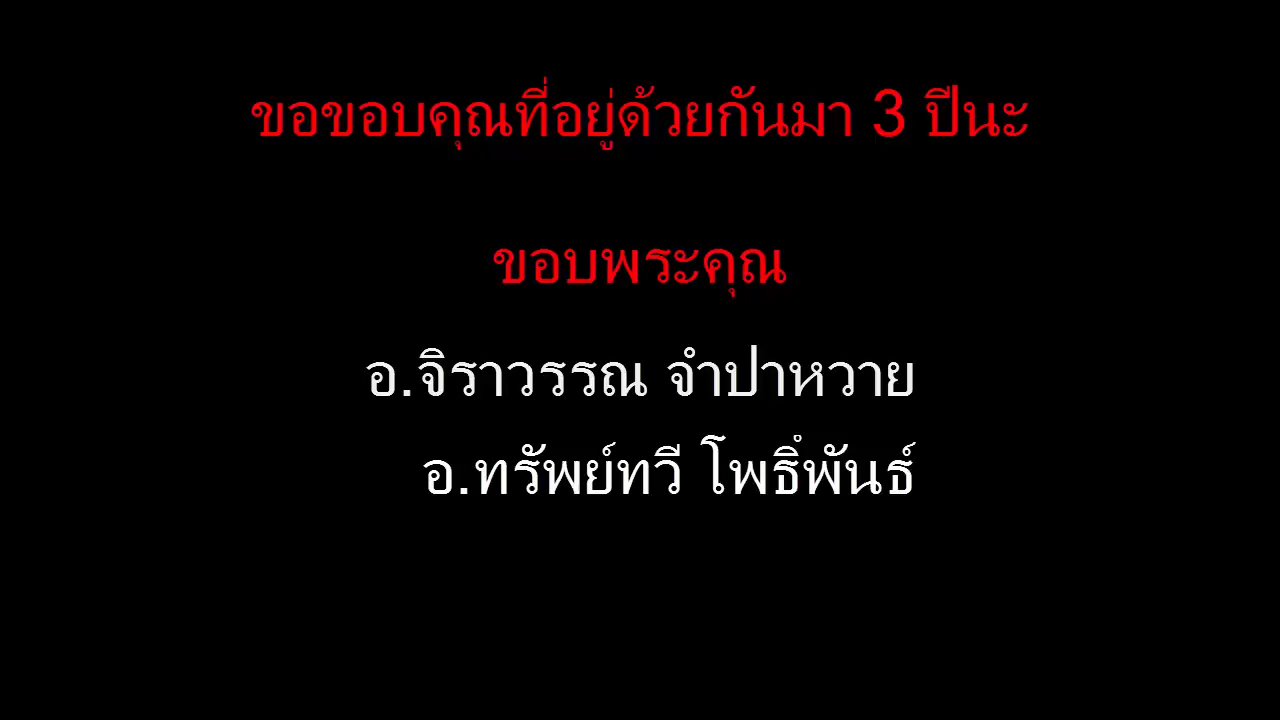 ขอขอบคุณที่อยู่ด้วยกันมา 3 ปีนะ
ขอบพระคุณ
อ.จิราวรรณ จำปาหวาย
อ.ทรัพย์ทวี โพธิ์พันธ์